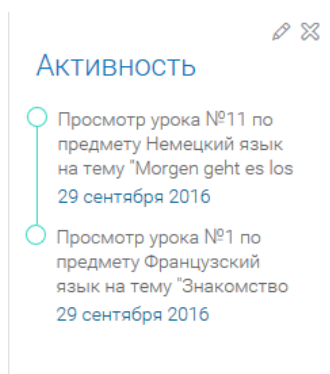 Активность
Просмотр урока №11 по
предмету Немецкий язык
на тему "Morgen geht es los
29 сентября 2016
Просмотр урока №1 по
предмету Французский
язык на тему "Знакомство
29 сентября 2016